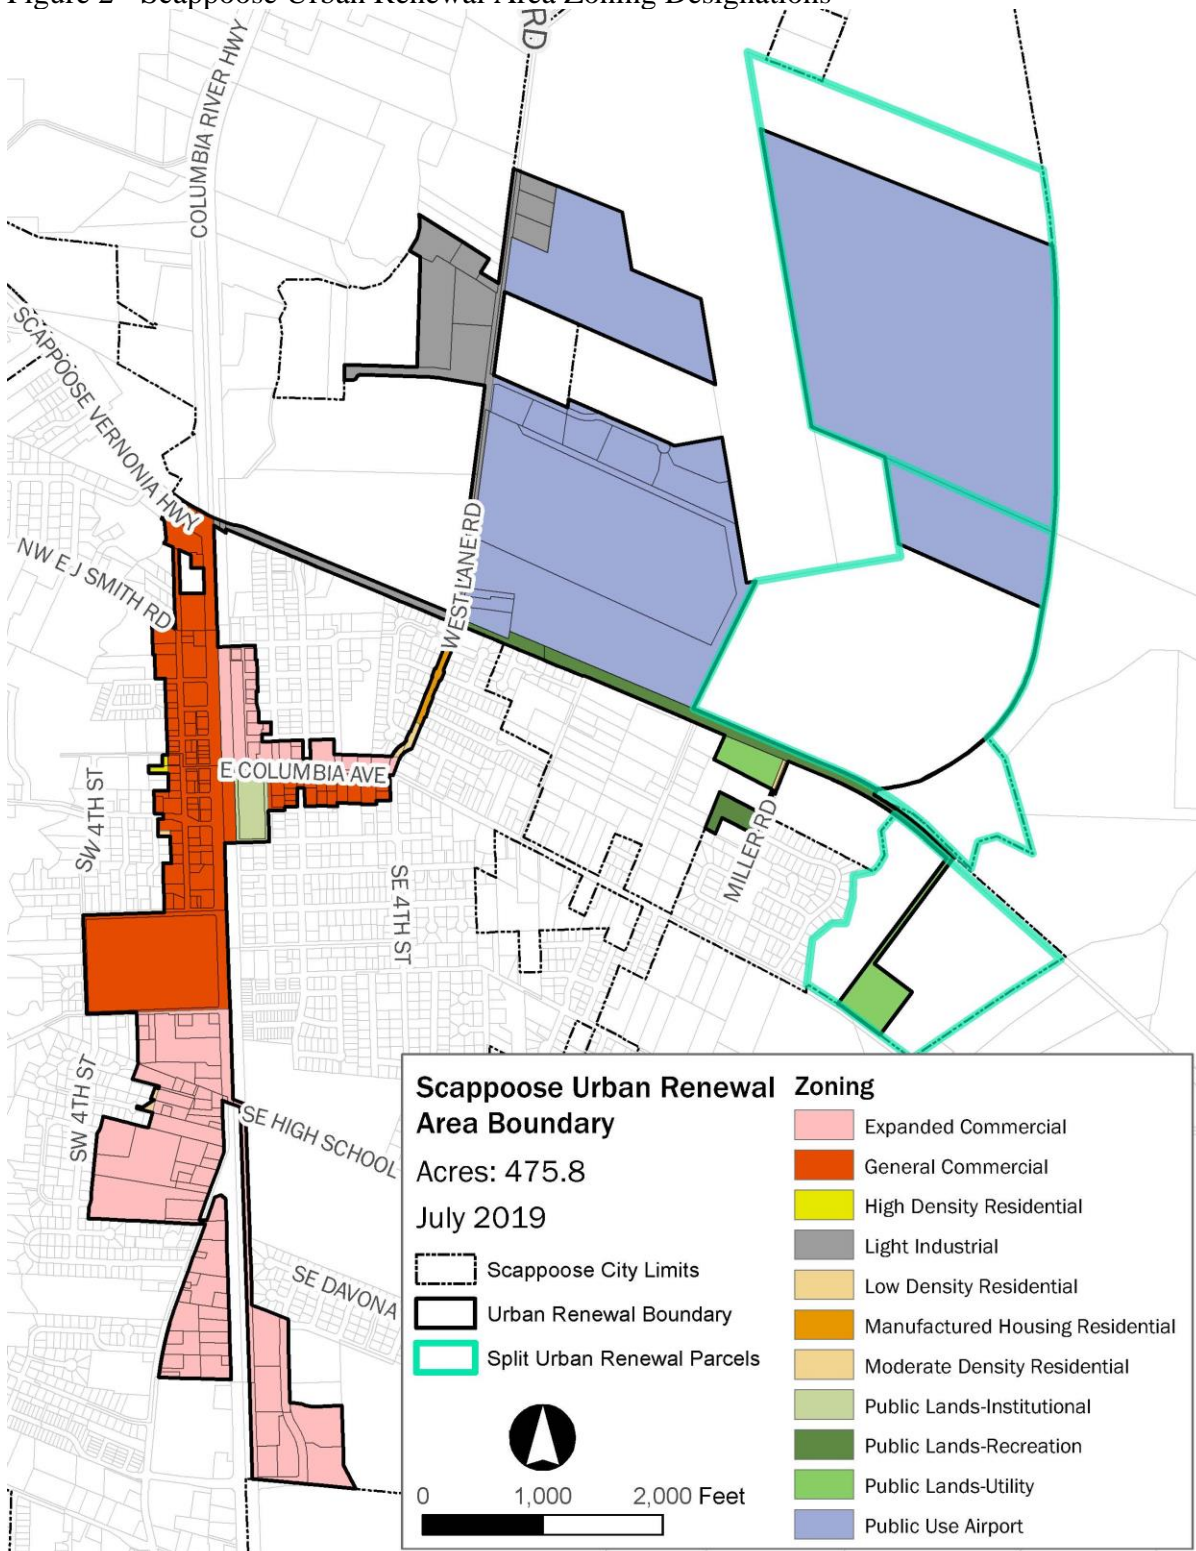 Figure 2 - Scappoose Urban Renewal Area Zoning Designations
RD
COLUMBIA RIVER HWY
SCAPPOOSE VERNONIA HWY
NW E J SMITH RD
WEST LANE RD
E COLUMBIA AVE
SW 4TH ST
SE 4TH ST
MILLER RD
SW 4TH ST
SE HIGH SCHOOL
SE DAVONA
Scappoose Urban Renewal
Area Boundary
Acres: 475.8
July 2019
Scappoose City Limits
Urban Renewal Boundary
Split Urban Renewal Parcels
0 1,000 2,000 Feet
Zoning
Expanded Commercial
General Commercial
High Density Residential
Light Industrial
Low Density Residential
Manufactured Housing Residential
Moderate Density Residential
Public Lands-Institutional
Public Lands-Recreation
Public Lands-Utility
Public Use Airport